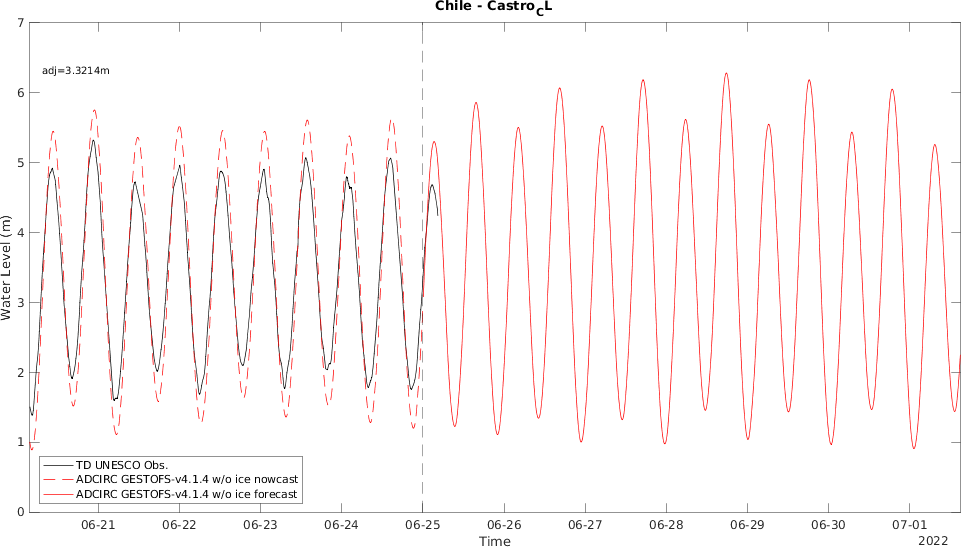 Chile - CastroCL
7
adj=3.3214m
6
5
4
3
2
1
0
Water Level (m)
TD UNESCO Obs.
ADCIRC GESTOFS-v4.1.4 w/o ice nowcast
ADCIRC GESTOFS-v4.1.4 w/o ice forecast
06-21 06-22 06-23 06-24 06-25 06-26 06-27 06-28 06-29 06-30 07-01
Time
2022